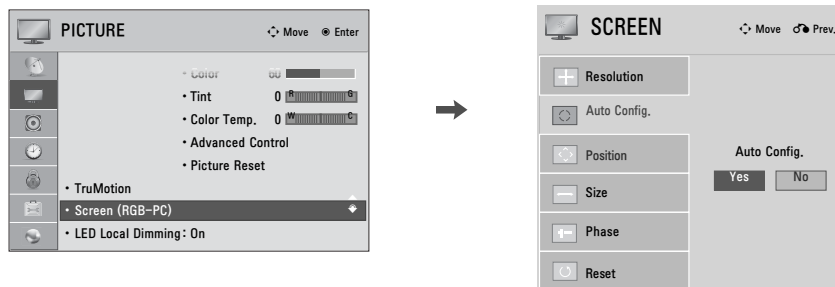 PICTURE
Move Enter
• Color 60
• Tint 0 R G
• Color Temp. 0 W C
• Advanced Control
• Picture Reset
• TruMotion
• Screen (RGB-PC)
• LED Local Dimming: On
SCREEN
Move Prev.
Resolution
Auto Config.
Position
Size
Phase
Reset
Auto Config.
Yes No